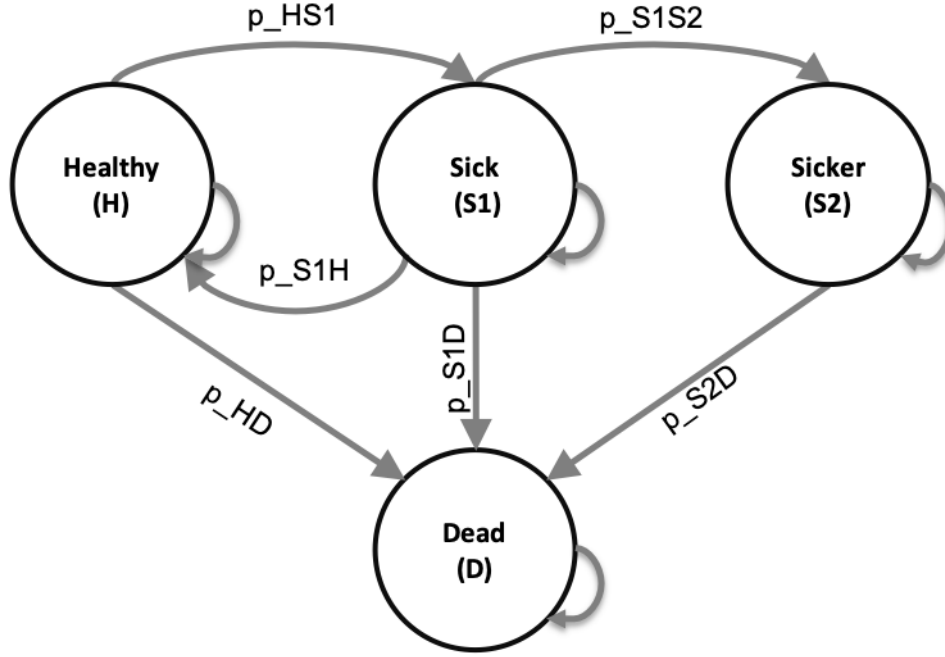 p_HS1
p_S1S2
Healthy
(H)
Sick
(S1)
Sicker
(S2)
p_S1H
p_HD
p_S1D
p_S2D
Dead
(D)